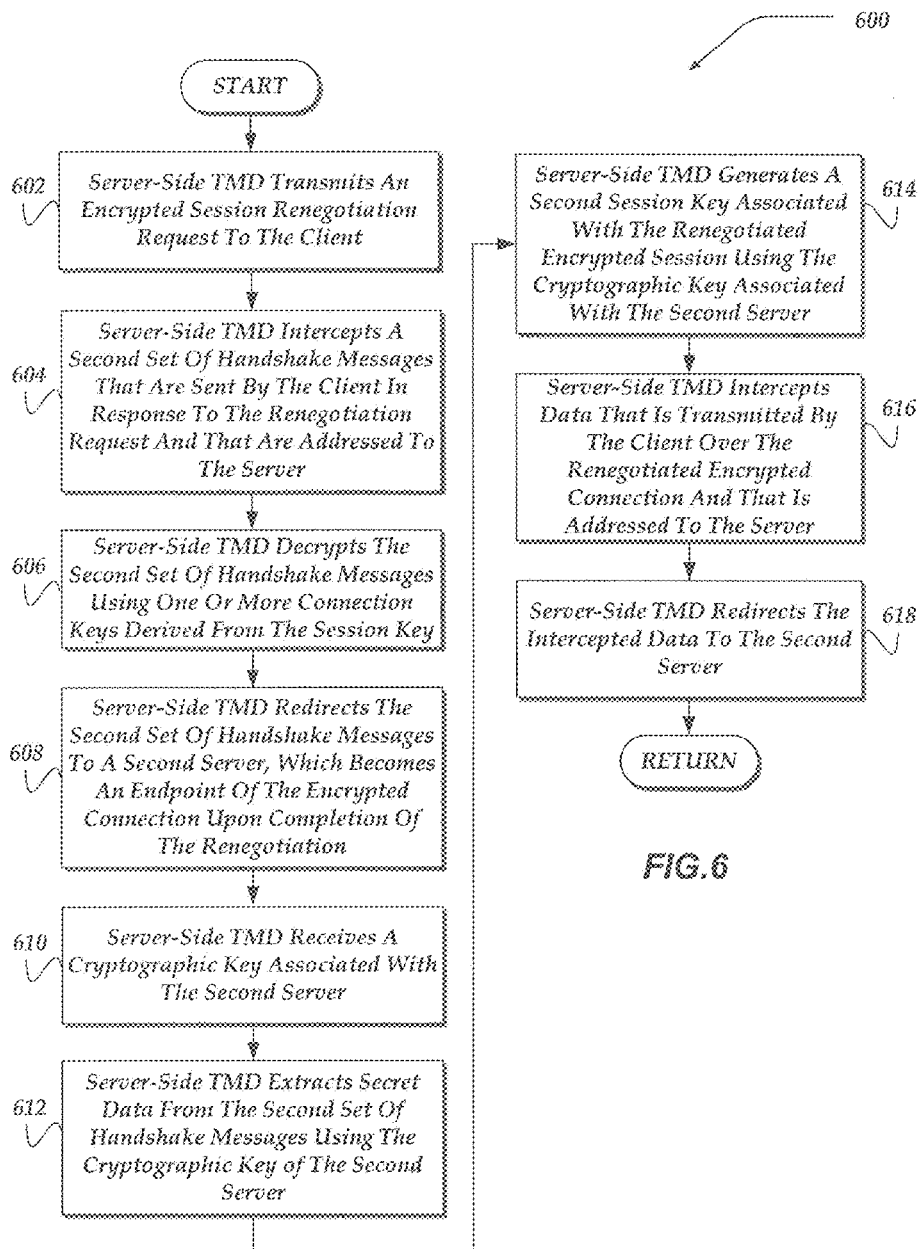 600
START
602
Server-Side TMD Transmits An
Encrypted Session Renegotiation
Request To The Client
604
Server-Side TMD Intercepts A
Second Set Of Handshake Messages
That Are Sent By The Client In
Response To The Renegotiation
Request And That Are Addressed To
The Server
606
Server-Side TMD Decrypts The
Second Set Of Handshake Messages
Using One Or More Connection
Keys Derived From The Session Key
608
Server-Side TMD Redirects The
Second Set Of Handshake Messages
To A Second Server, Which Becomes
An Endpoint Of The Encrypted
Connection Upon Completion Of
The Renegotiation
610
Server-Side TMD Receives A
Cryptographic Key Associated With
The Second Server
612
Server-Side TMD Extracts Secret
Data From The Second Set Of
Handshake Messages Using The
Cryptographic Key of The Second
Server
614
Server-Side TMD Generates A
Second Session Key Associated
With The Renegotiated
Encrypted Session Using The
Cryptographic Key Associated
With The Second Server
616
Server-Side TMD Intercepts
Data That Is Transmitted By
The Client Over The
Renegotiated Encrypted
Connection And That Is
Addressed To The Server
618
Server-Side TMD Redirects The
Intercepted Data To The Second
Server
RETURN
FIG.6